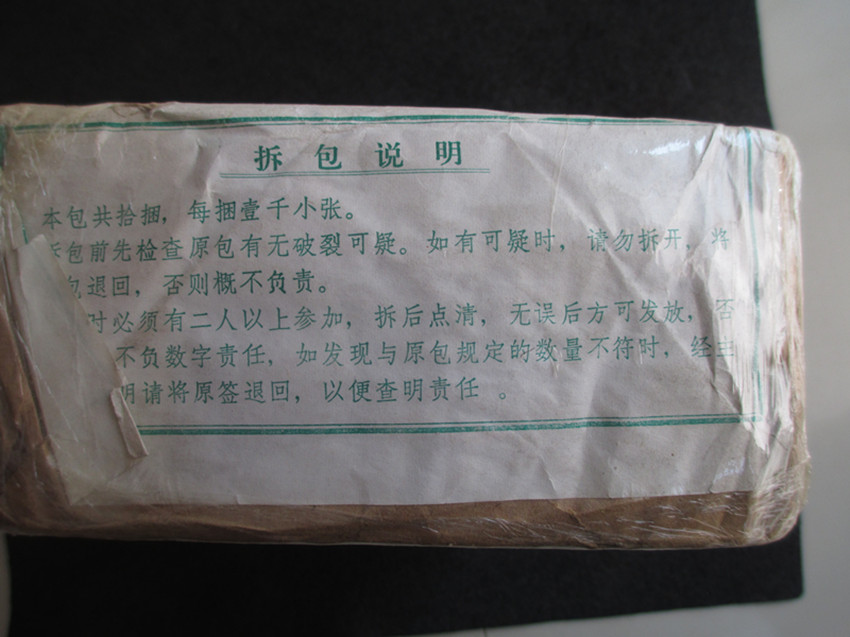 拆包说明
本包共拾捆，每捆壹千小张。
包前先检查原包有无破裂可疑。如有可疑时，请勿拆开，将
包退回，否则概不负责。
时必须有二人以上参加，拆后点清，无误后方可发放，否
不负数字责任，如发现与原包规定的数量不符时，经主
明请将原签退回，以便查明责任 。